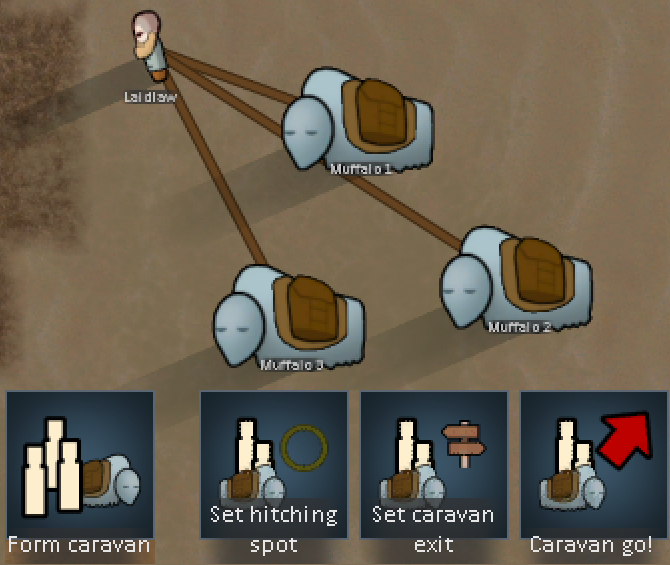 Laidlaw
Muffalo 1
Muffalo 2
Muffalo 3
Form caravan
Set hitching
spot
Set caravan
exit
Caravan go!